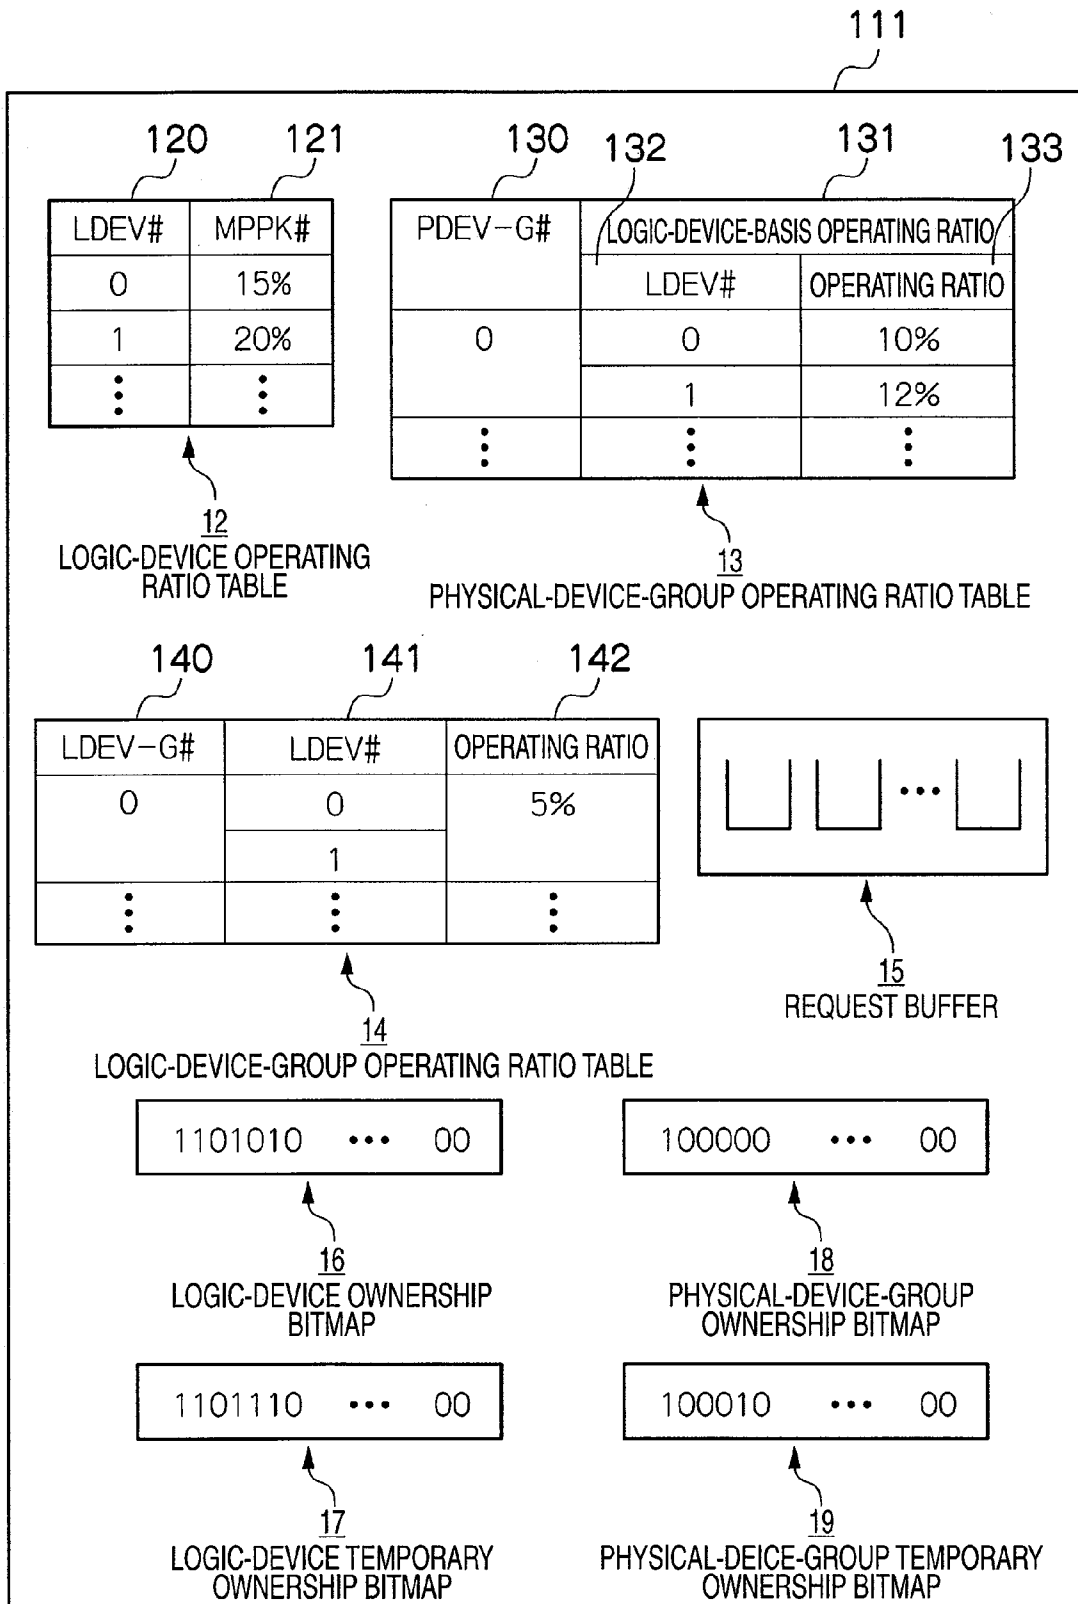 111
120 121 130 132 131 133
LDEV# MPPK#
0 15%
1 20%
PDEV-G# LOGIC-DEVICE-BASIS OPERATING RATIO
LDEV# OPERATING RATIO
0 0 10%
1 12%
12
LOGIC-DEVICE OPERATING
RATIO TABLE
13
PHYSICAL-DEVICE-GROUP OPERATING RATIO TABLE
140 141 142
LDEV-G# LDEV# OPERATING RATIO
0 0 5%
1
14
LOGIC-DEVICE-GROUP OPERATING RATIO TABLE
15
REQUEST BUFFER
1101010 ••• 00
16
LOGIC-DEVICE OWNERSHIP
BITMAP
100000 ••• 00
18
PHYSICAL-DEVICE-GROUP
OWNERSHIP BITMAP
1101110 ••• 00
17
LOGIC-DEVICE TEMPORARY
OWNERSHIP BITMAP
100010 ••• 00
19
PHYSICAL-DEICE-GROUP TEMPORARY
OWNERSHIP BITMAP